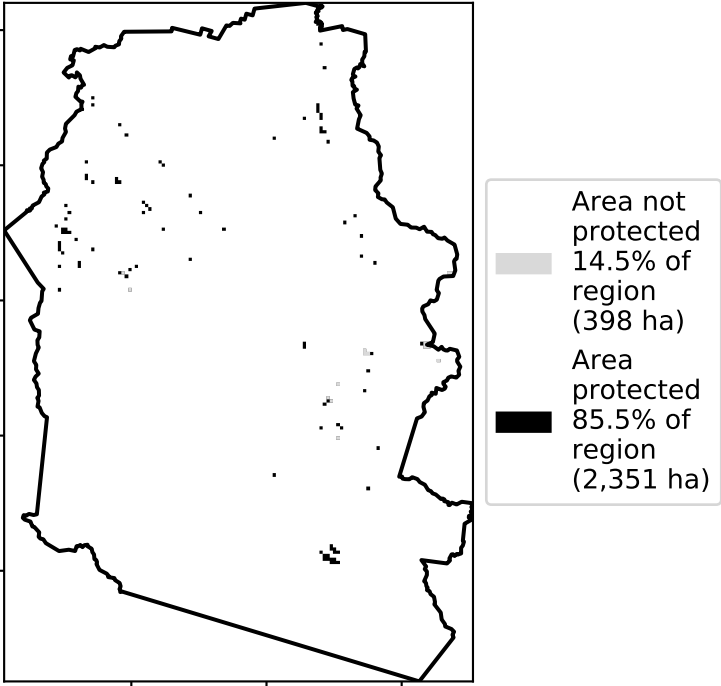 Area not
protected
14.5% of
region
(398 ha)
Area
protected
85.5% of
region
(2,351 ha)